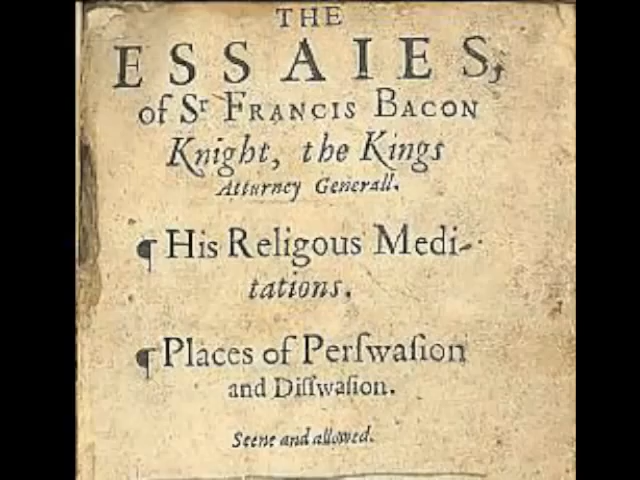 THE
ESSAIES,
of Sʳ FRANCIS BACON
Knight, the Kings
Atturney Generall.
¶ His Religous Medi-
tations.
¶ Places of Perſwaſion
and Diſſwaſion.
Seene and allowed.